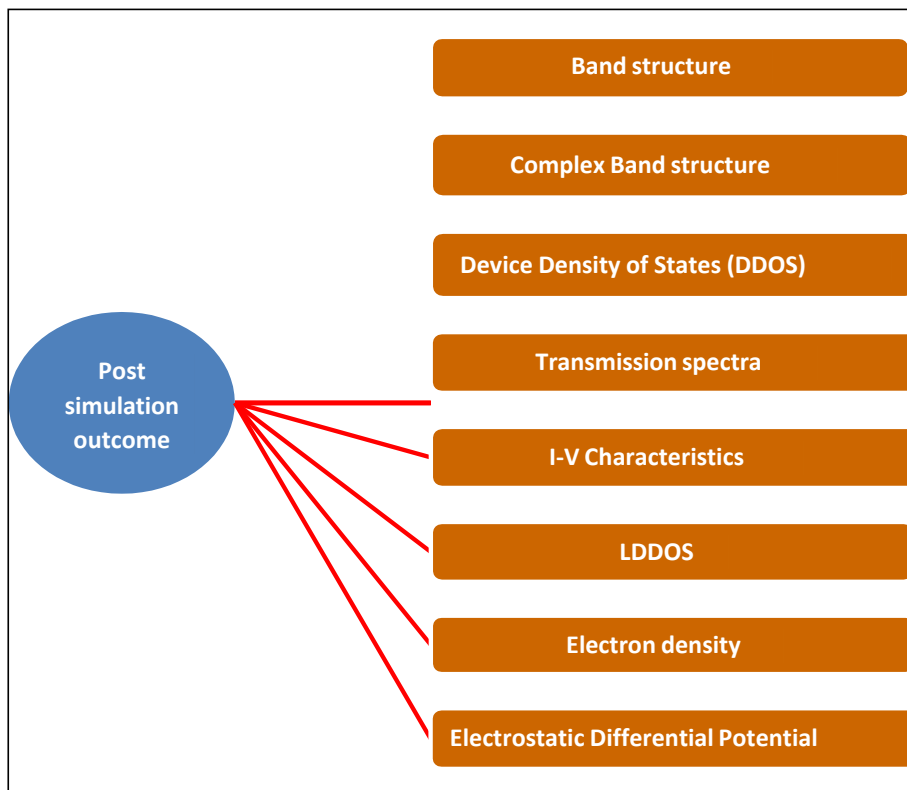 Band structure
Complex Band structure
Device Density of States (DDOS)
Transmission spectra
Post
simulation
outcome
I-V Characteristics
LDDOS
Electron density
Electrostatic Differential Potential